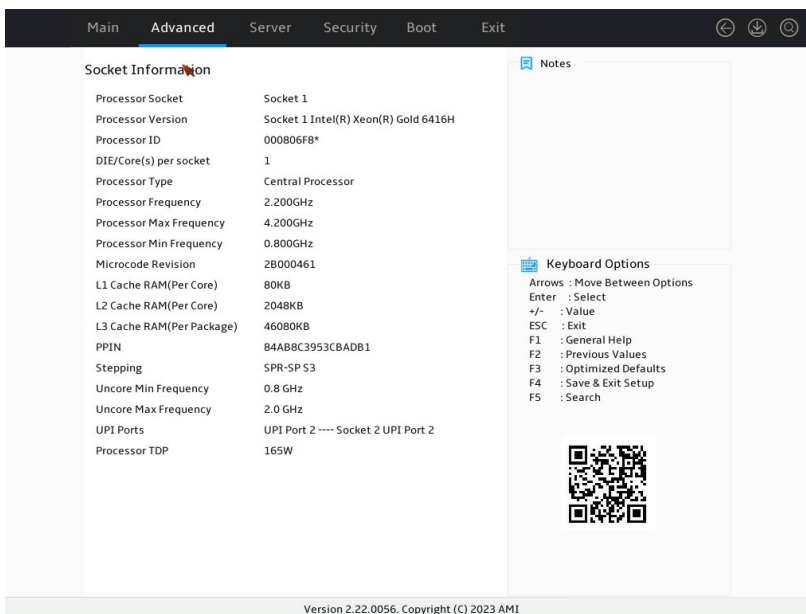 Main Advanced Server Security Boot Exit
Socket Information
Processor Socket Socket 1
Processor Version Socket 1 Intel(R) Xeon(R) Gold 6416H
Processor ID 000806F8*
DIE/Core(s) per socket 1
Processor Type Central Processor
Processor Frequency 2.200GHz
Processor Max Frequency 4.200GHz
Processor Min Frequency 0.800GHz
Microcode Revision 2B000461
L1 Cache RAM(Per Core) 80KB
L2 Cache RAM(Per Core) 2048KB
L3 Cache RAM(Per Package) 46080KB
PPIN 84AB8C3953CBADB1
Stepping SPR-SP S3
Uncore Min Frequency 0.8 GHz
Uncore Max Frequency 2.0 GHz
UPI Ports UPI Port 2 ---- Socket 2 UPI Port 2
Processor TDP 165W
Notes
Keyboard Options
Arrows : Move Between Options
Enter : Select
+/- : Value
ESC : Exit
F1 : General Help
F2 : Previous Values
F3 : Optimized Defaults
F4 : Save & Exit Setup
F5 : Search
Version 2.22.0056. Copyright (C) 2023 AMI